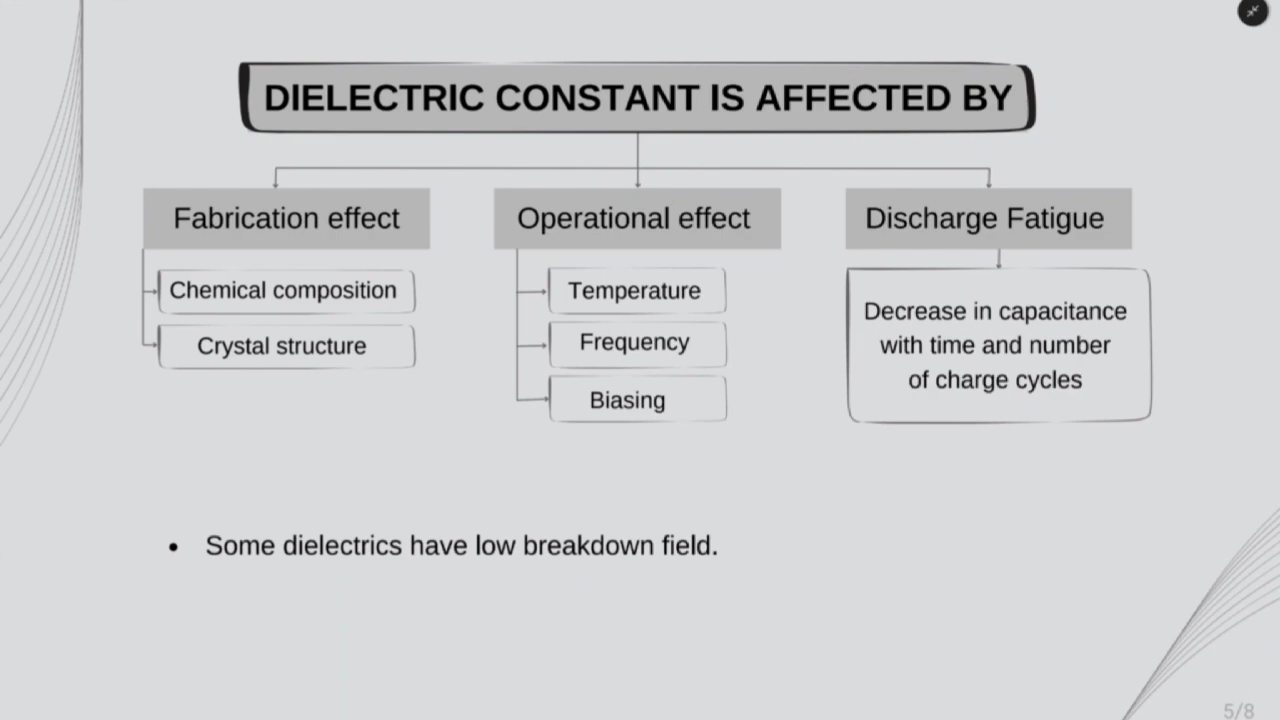 DIELECTRIC CONSTANT IS AFFECTED BY
Fabrication effect
Chemical composition
Crystal structure
Operational effect
Temperature
Frequency
Biasing
Discharge Fatigue
Decrease in capacitance
with time and number
of charge cycles
• Some dielectrics have low breakdown field.
5/8